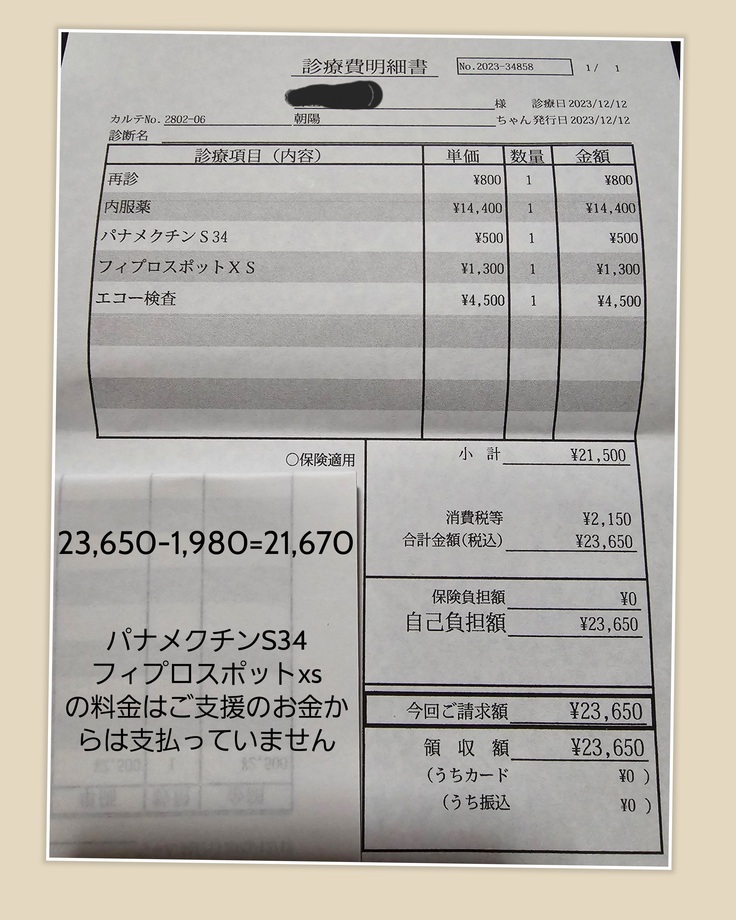 診療費明細書
No.2023-34858
1/ 1
様 診療日2023/12/12
カルテNo. 2802-06 朝陽 ちゃん 発行日2023/12/12
診断名
診療項目（内容） 単価 数量 金額
再診 ¥800 1 ¥800
内服薬 ¥14,400 1 ¥14,400
パナメクチンS34 ¥500 1 ¥500
フィプロスポットXS ¥1,300 1 ¥1,300
エコー検査 ¥4,500 1 ¥4,500
○保険適用
小 計 ¥21,500
消費税等 ¥2,150
合計金額(税込) ¥23,650
保険負担額 ¥0
自己負担額 ¥23,650
今回ご請求額 ¥23,650
領 収 額 ¥23,650
(うちカード ¥0 )
(うち振込 ¥0 )
23,650-1,980=21,670
パナメクチンS34
フィプロスポットxs
の料金はご支援のお金か
らは支払っていません